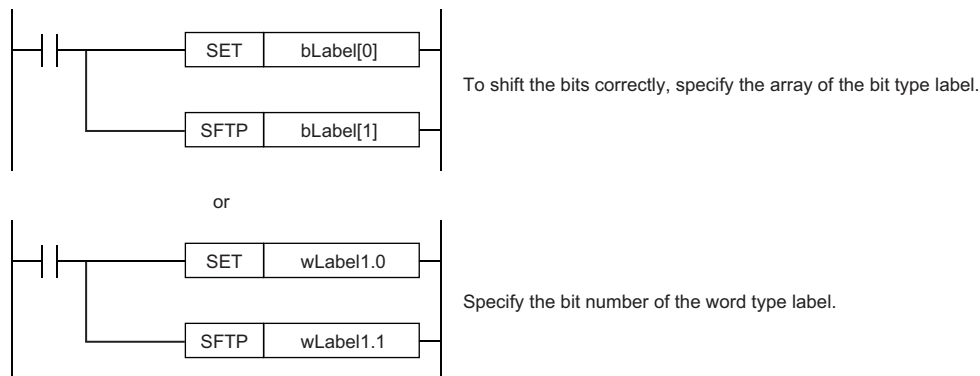 SET bLabel[0]
To shift the bits correctly, specify the array of the bit type label.
SFTP bLabel[1]
or
SET wLabel1.0
Specify the bit number of the word type label.
SFTP wLabel1.1